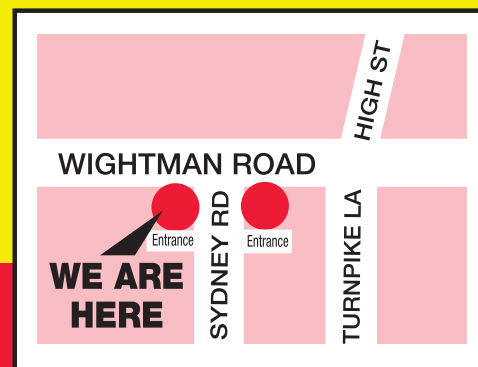 HIGH ST
WIGHTMAN ROAD
Entrance
SYDNEY RD
Entrance
TURNPIKE LA
WE ARE
HERE